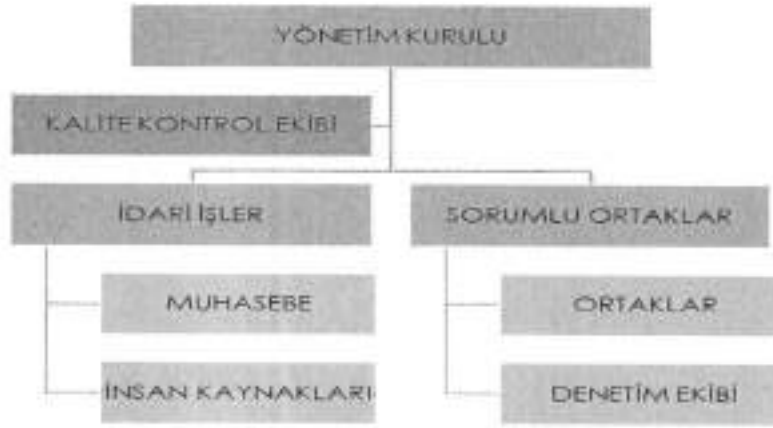 YÖNETİM KURULU
KALİTE KONTROL EKİBİ
İDARİ İŞLER
SORUMLU ORTAKLAR
MUHASEBE
ORTAKLAR
İNSAN KAYNAKLARI
DENETİM EKİBİ